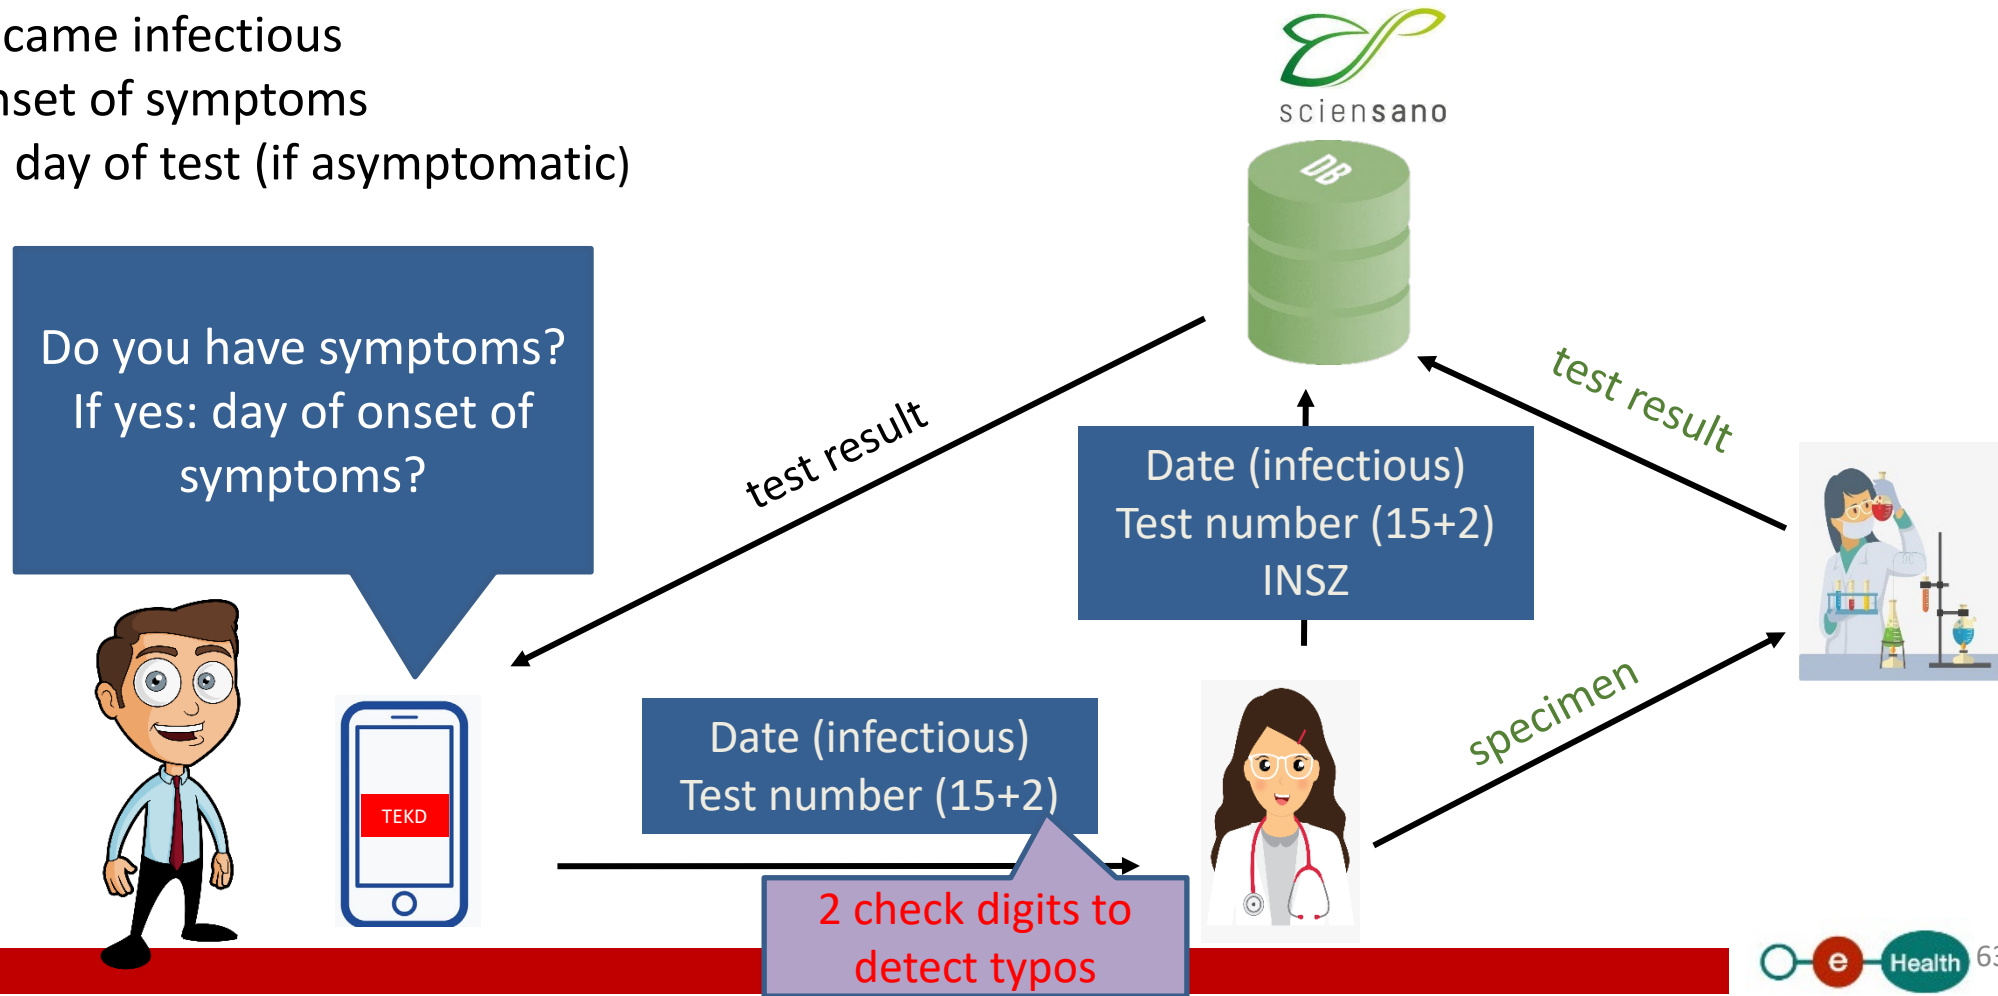 came infectious
nset of symptoms
day of test (if asymptomatic)
sciensano
DB
Do you have symptoms?
If yes: day of onset of
symptoms?
test result
test result
Date (infectious)
Test number (15+2)
INSZ
specimen
Date (infectious)
Test number (15+2)
TEKD
2 check digits to
detect typos
e Health
63